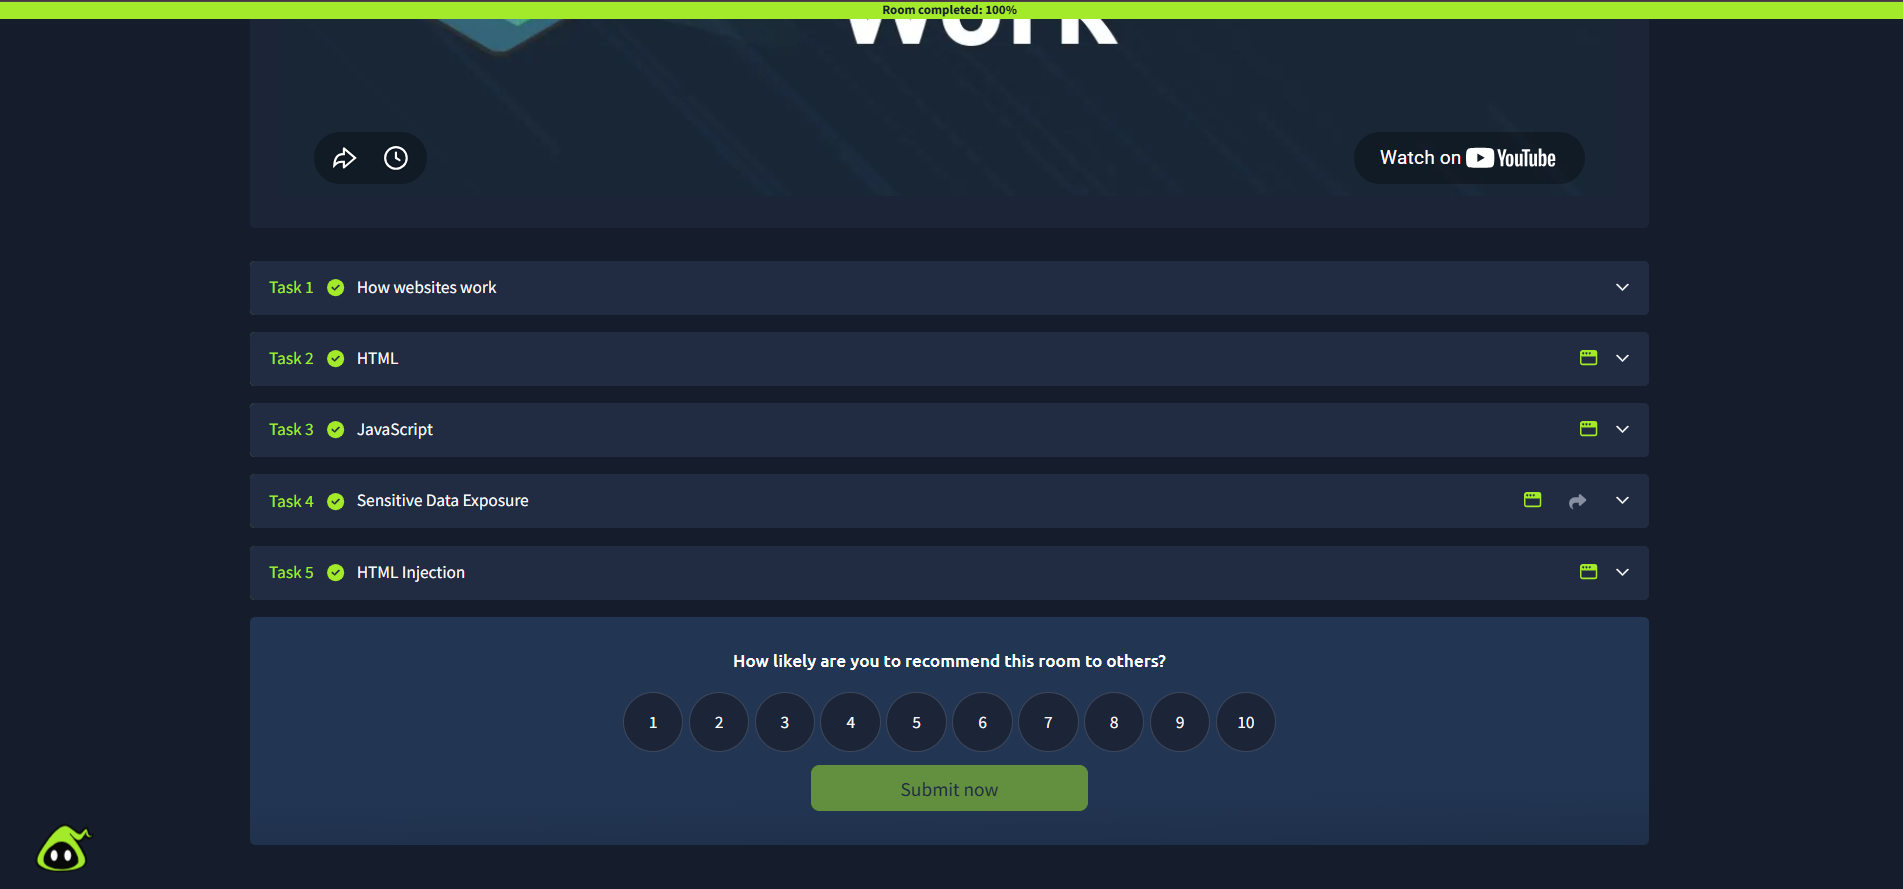 Room completed: 100%
Work
Watch on YouTube
Task 1 How websites work
Task 2 HTML
Task 3 JavaScript
Task 4 Sensitive Data Exposure
Task 5 HTML Injection
How likely are you to recommend this room to others?
1 2 3 4 5 6 7 8 9 10
Submit now